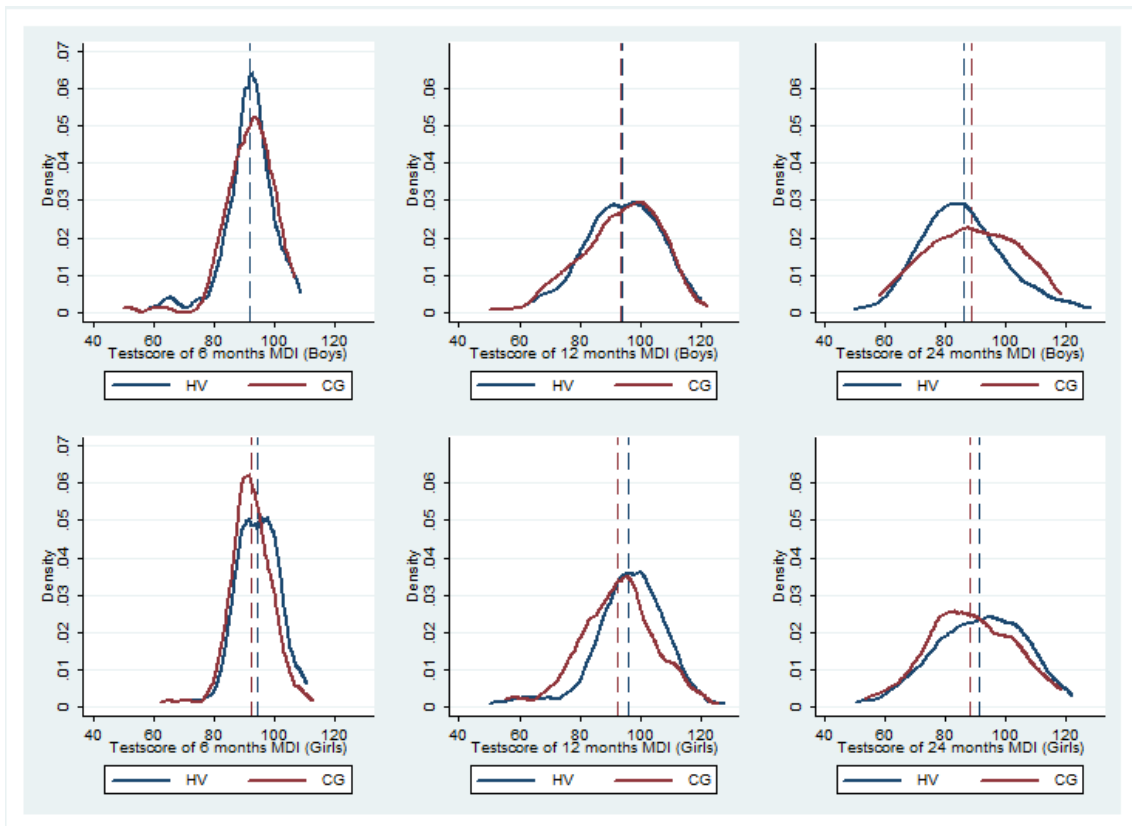 Density
.07
.06
.05
.04
.03
.02
.01
0
40 60 80 100 120
Testscore of 6 months MDI (Boys)
HV CG
Density
.06
.05
.04
.03
.02
.01
0
40 60 80 100 120
Testscore of 12 months MDI (Boys)
HV CG
Density
.06
.05
.04
.03
.02
.01
0
40 60 80 100 120
Testscore of 24 months MDI (Boys)
HV CG
Density
.07
.06
.05
.04
.03
.02
.01
0
40 60 80 100 120
Testscore of 6 months MDI (Girls)
HV CG
Density
.06
.05
.04
.03
.02
.01
0
40 60 80 100 120
Testscore of 12 months MDI (Girls)
HV CG
Density
.06
.05
.04
.03
.02
.01
0
40 60 80 100 120
Testscore of 24 months MDI (Girls)
HV CG